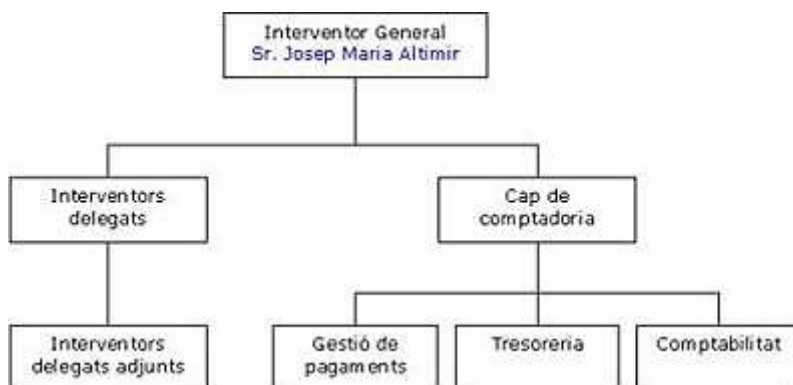 Interventor General
Sr. Josep Maria Altimir
Interventors
delegats
Cap de
comptadoria
Interventors
delegats adjunts
Gestió de
pagaments
Tresoreria
Comptabilitat